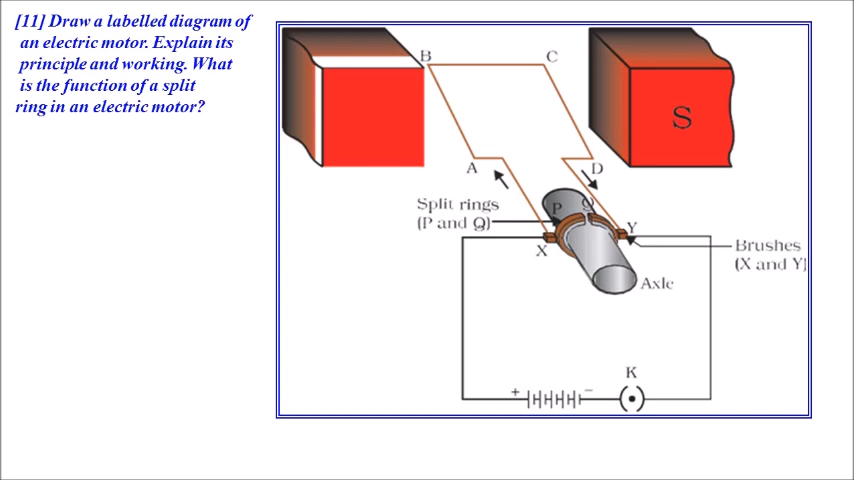 [11] Draw a labelled diagram of
an electric motor. Explain its
principle and working. What
is the function of a split
ring in an electric motor?
B
C
S
A
D
Split rings
(P and Q)
P
Q
X
Y
Brushes
(X and Y)
Axle
K
+
−